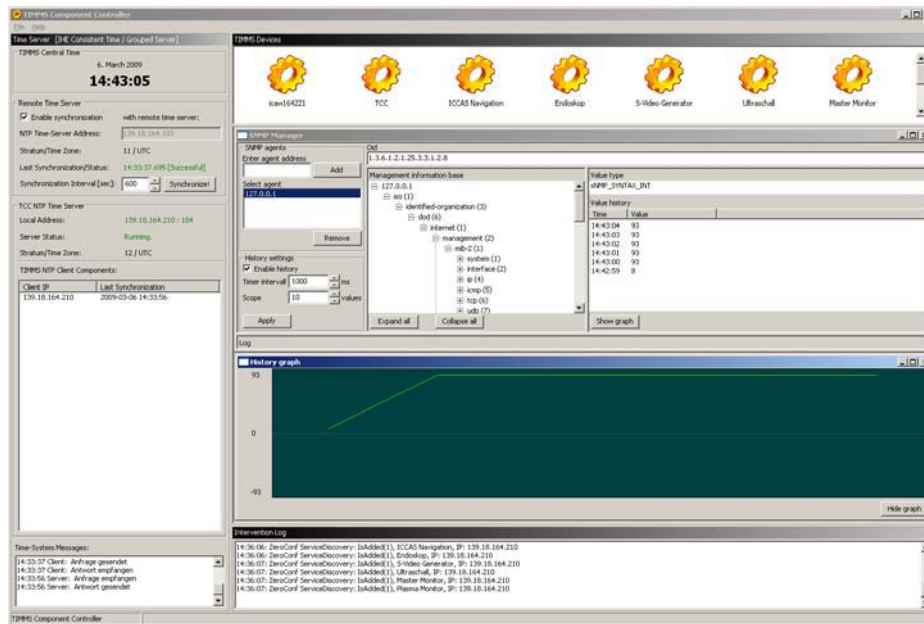 TIMMS Component Controller
File Help
Time Server [IHE Consistent Time / Grouped Server]
TIMMS Central Time
6. March 2009
14:43:05
Remote Time Server
Enable synchronization with remote time server:
NTP Time-Server Address: 139.18.164.103
Stratum/Time Zone: 11 / UTC
Last Synchronization/Status: 14:33:37.695 [Successful]
Synchronization Interval [sec]: 600 Synchronize!
TCC NTP Time Server
Local Address: 139.18.164.210 : 104
Server Status: Running.
Stratum/Time Zone: 12 / UTC
TIMMS NTP Client Components:
Client IP Last Synchronization
139.18.164.210 2009-03-06 14:33:56
Time-System Messages:
14:33:37 Client: Anfrage gesendet
14:33:37 Client: Antwort empfangen
14:33:56 Server: Anfrage empfangen
14:33:56 Server: Antwort gesendet
TIMMS Devices
icaw164221 TCC ICCAS Navigation Endoskop S-Video Generator Ultraschall Master Monitor
SNMP Manager
SNMP agents
Enter agent address
Add
Select agent
127.0.0.1
Remove
History settings
Enable history
Timer interval 1000 ms
Scope 10 values
Apply
Oid
1.3.6.1.2.1.25.3.3.1.2.8
Management information base
127.0.0.1
iso (1)
identified-organization (3)
dod (6)
internet (1)
management (2)
mib-2 (1)
system (1)
interface (2)
ip (4)
icmp (5)
tcp (6)
udp (7)
Expand all Collapse all
Value type
sNMP_SYNTAX_INT
Value history
Time Value
14:43:04 93
14:43:03 93
14:43:02 93
14:43:01 93
14:43:00 93
14:42:59 8
Show graph
Log
History graph
93
0
-93
Hide graph
Intervention Log
14:36:06: ZeroConf ServiceDiscovery: IsAdded(1), ICCAS Navigation, IP: 139.18.164.210
14:36:06: ZeroConf ServiceDiscovery: IsAdded(1), Endoskop, IP: 139.18.164.210
14:36:07: ZeroConf ServiceDiscovery: IsAdded(1), S-Video Generator, IP: 139.18.164.210
14:36:07: ZeroConf ServiceDiscovery: IsAdded(1), Ultraschall, IP: 139.18.164.210
14:36:07: ZeroConf ServiceDiscovery: IsAdded(1), Master Monitor, IP: 139.18.164.210
14:36:07: ZeroConf ServiceDiscovery: IsAdded(1), Plasma Monitor, IP: 139.18.164.210
TIMMS Component Controller